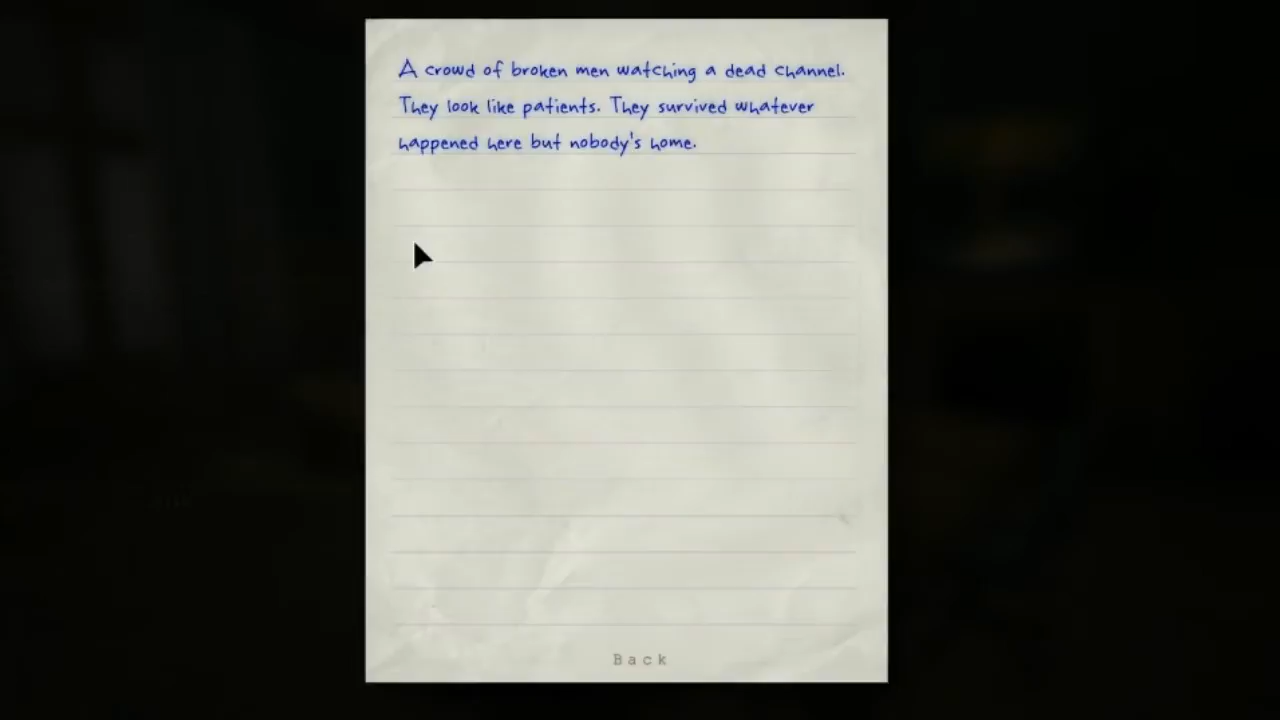 A crowd of broken men watching a dead channel.
They look like patients. They survived whatever
happened here but nobody's home.
Back